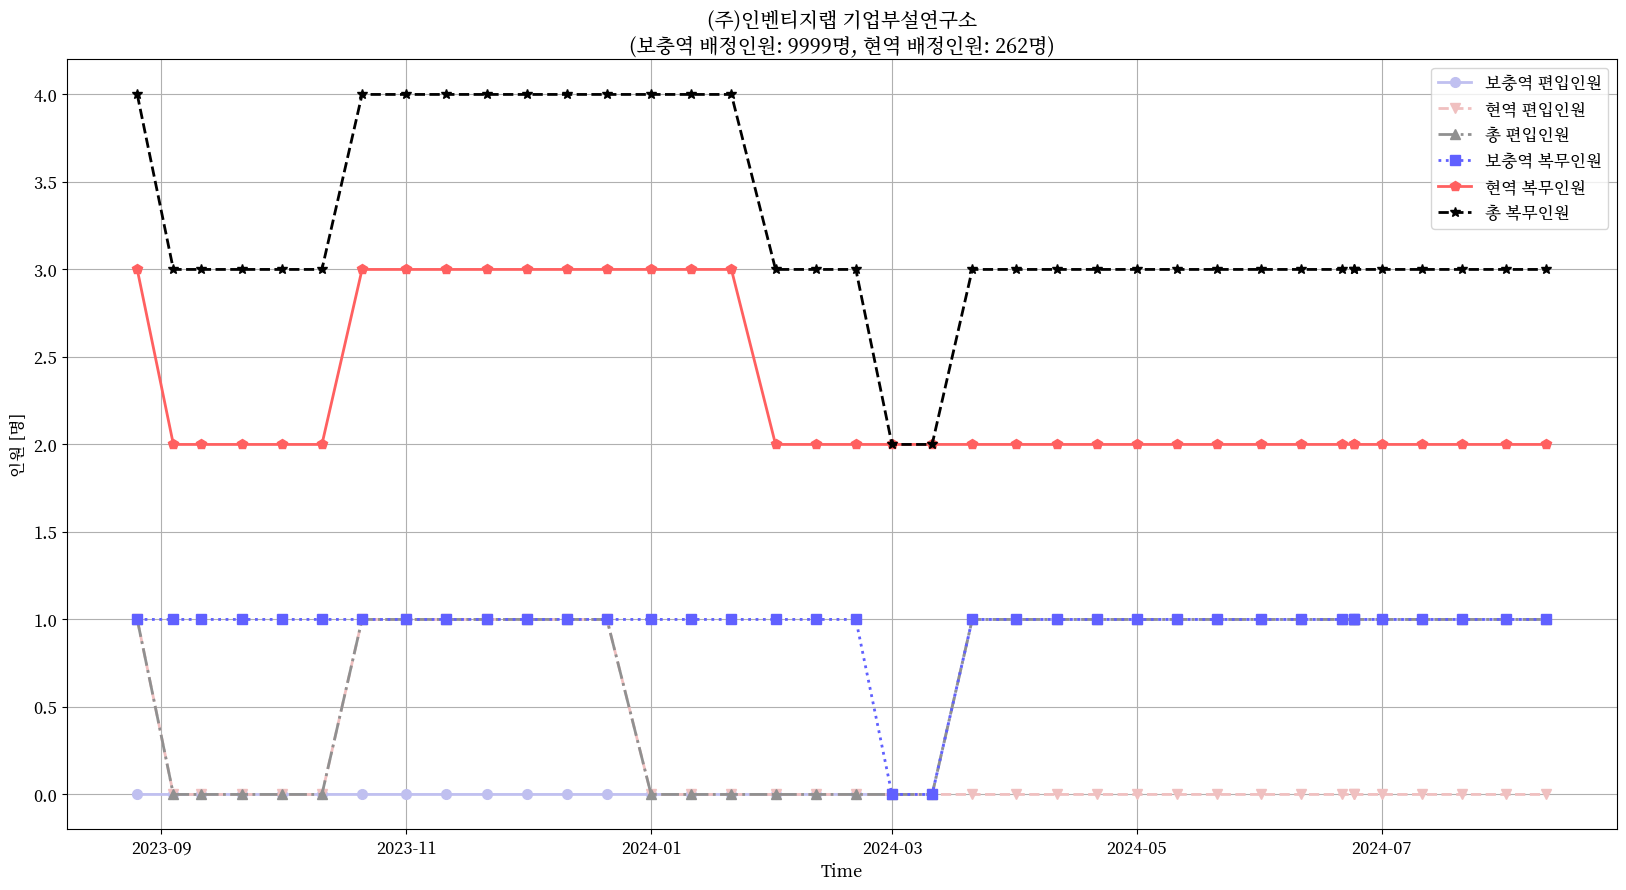 (주)인벤티지랩 기업부설연구소
(보충역 배정인원: 9999명, 현역 배정인원: 262명)
보충역 편입인원
현역 편입인원
총 편입인원
보충역 복무인원
현역 복무인원
총 복무인원
인원 [명]
4.0
3.5
3.0
2.5
2.0
1.5
1.0
0.5
0.0
2023-09
2023-11
2024-01
2024-03
2024-05
2024-07
Time